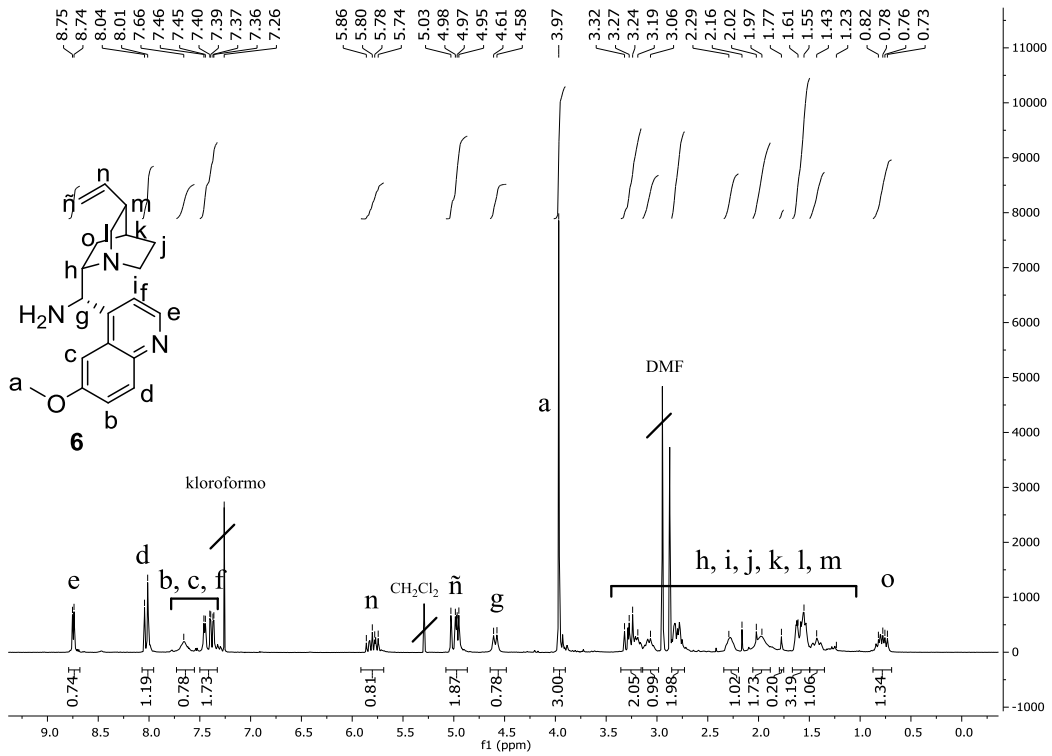 8.75 8.74 8.04 8.01 7.66 7.46 7.45 7.40 7.39 7.37 7.36 7.26 5.86 5.80 5.78 5.74 5.03 4.98 4.97 4.95 4.61 4.58 3.97 3.32 3.27 3.24 3.19 3.06 2.29 2.16 2.02 1.97 1.77 1.61 1.55 1.43 1.23 0.82 0.78 0.76 0.73
11000
10000
9000
8000
7000
6000
5000
4000
3000
2000
1000
0
-1000
n
ñ
m
l
o
k
j
h
N
i
f
H2N
g
e
c
N
a
O
d
b
6
kloroformo
DMF
a
e
d
b, c, f
n
CH2Cl2
ñ
g
h, i, j, k, l, m
o
0.74 1.19 0.78 1.73 0.81 1.87 0.78 3.00 2.05 0.99 1.98 1.02 1.73 0.20 3.19 1.06 1.34
9.0 8.5 8.0 7.5 7.0 6.5 6.0 5.5 5.0 4.5 4.0 3.5 3.0 2.5 2.0 1.5 1.0 0.5 0.0
f1 (ppm)